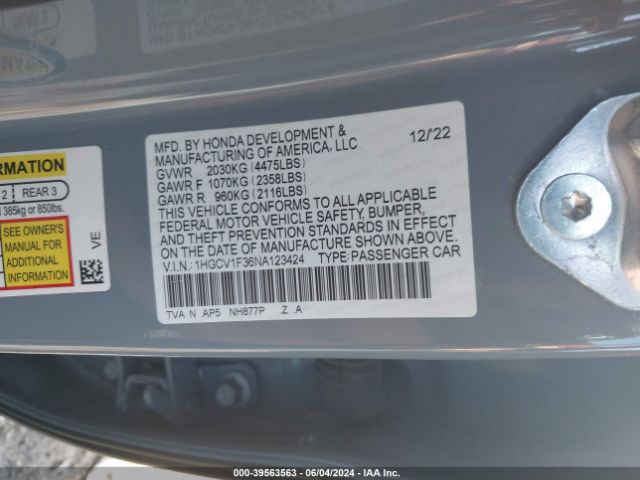 MFD. BY HONDA DEVELOPMENT & 12/'22
MANUFACTURING OF AMERICA, LLC
GVWR 2030KG (4475LBS)
GAWR F 1070KG (2358LBS)
GAWR R 960KG (2116LBS)
THIS VEHICLE CONFORMS TO ALL APPLICABLE
FEDERAL MOTOR VEHICLE SAFETY, BUMPER,
AND THEFT PREVENTION STANDARDS IN EFFECT
ON THE DATE OF MANUFACTURE SHOWN ABOVE.
V.I.N.: 1HGCV1F36NA123424 TYPE: PASSENGER CAR
TVA N AP5 NH877P .Z .A
ORMATION
2 REAR 3
385kg or 850lbs.
SEE OWNER'S
MANUAL FOR
ADDITIONAL
INFORMATION
VE
000-39563563 - 06/04/2024 - IAAI.COM